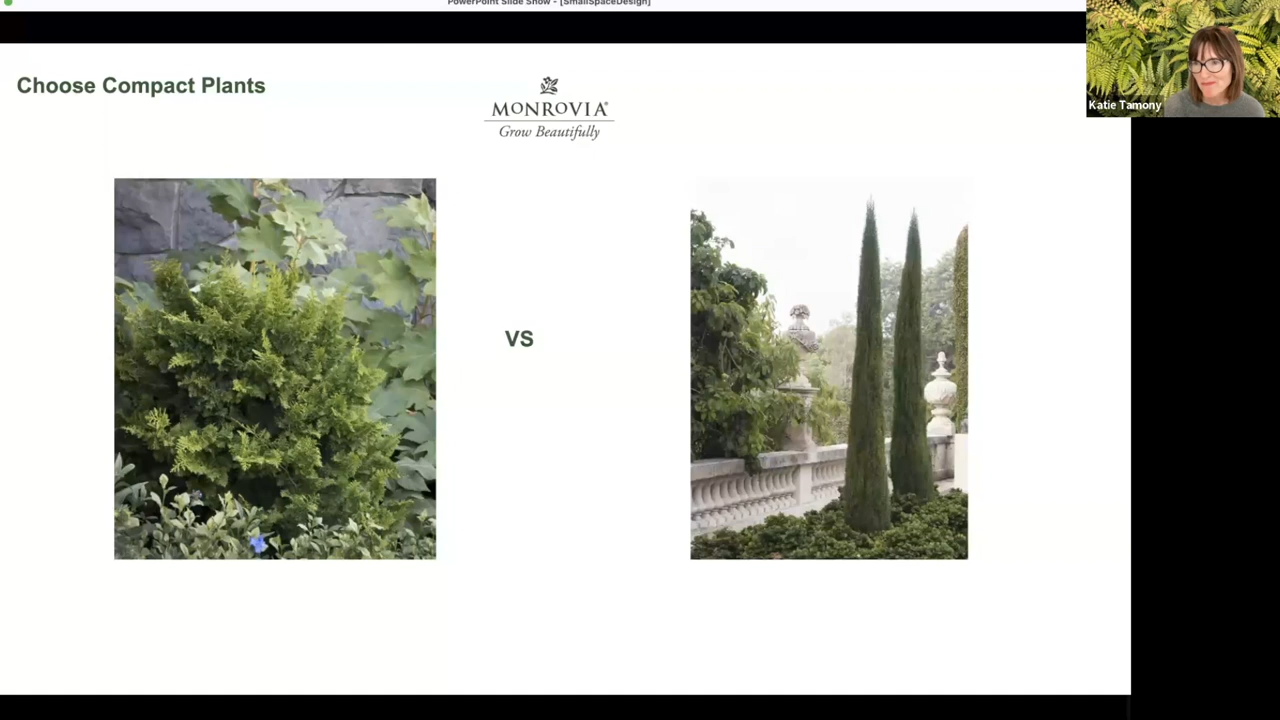 PowerPoint Slide Show - [SmallSpaceDesign]
Choose Compact Plants
MONROVIA®
Grow Beautifully
VS
Katie Tamony